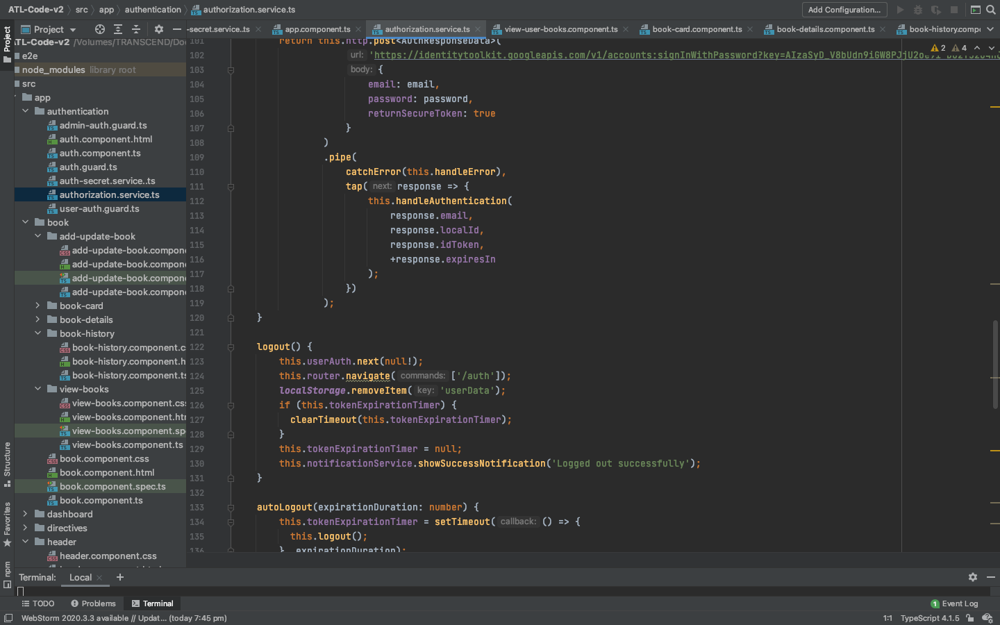 ATL-Code-v2 src app authentication authorization.service.ts
Add Configuration...
Project
-secret.service..ts app.component.ts authorization.service.ts view-user-books.component.ts book-card.component.ts book-details.component.ts book-history.comp
ATL-Code-v2 /Volumes/TRANSCEND/Doc
e2e
node_modules library root
src
app
authentication
admin-auth.guard.ts
auth.component.html
auth.component.ts
auth.guard.ts
auth-secret.service..ts
authorization.service.ts
user-auth.guard.ts
book
add-update-book
add-update-book.compone
add-update-book.compone
add-update-book.compone
add-update-book.compone
book-card
book-details
book-history
book-history.component.c
book-history.component.h
book-history.component.ts
view-books
view-books.component.css
view-books.component.htm
view-books.component.spe
view-books.component.ts
book.component.css
book.component.html
book.component.spec.ts
book.component.ts
dashboard
directives
header
header.component.css
Project
Structure
Favorites
npm
2 4
101 return this.http.post<AuthResponseData>(
102 url: 'https://identitytoolkit.googleapis.com/v1/accounts:signInWithPassword?key=
103 body: {
104 email: email,
105 password: password,
106 returnSecureToken: true
107 }
108 )
109 .pipe(
110 catchError(this.handleError),
111 tap( next: response => {
112 this.handleAuthentication(
113 response.email,
114 response.localId,
115 response.idToken,
116 +response.expiresIn
117 );
118 })
119 );
120 }
121
122 logout() {
123 this.userAuth.next(null!);
124 this.router.navigate( commands: ['/auth']);
125 localStorage.removeItem( key: 'userData');
126 if (this.tokenExpirationTimer) {
127 clearTimeout(this.tokenExpirationTimer);
128 }
129 this.tokenExpirationTimer = null;
130 this.notificationService.showSuccessNotification('Logged out successfully');
131 }
132
133 autoLogout(expirationDuration: number) {
134 this.tokenExpirationTimer = setTimeout( callback: () => {
135 this.logout();
136 }, expirationDuration);
Terminal: Local +
TODO Problems Terminal
1 Event Log
WebStorm 2020.3.3 available // Updat... (today 7:45 pm)
1:1 TypeScript 4.1.5